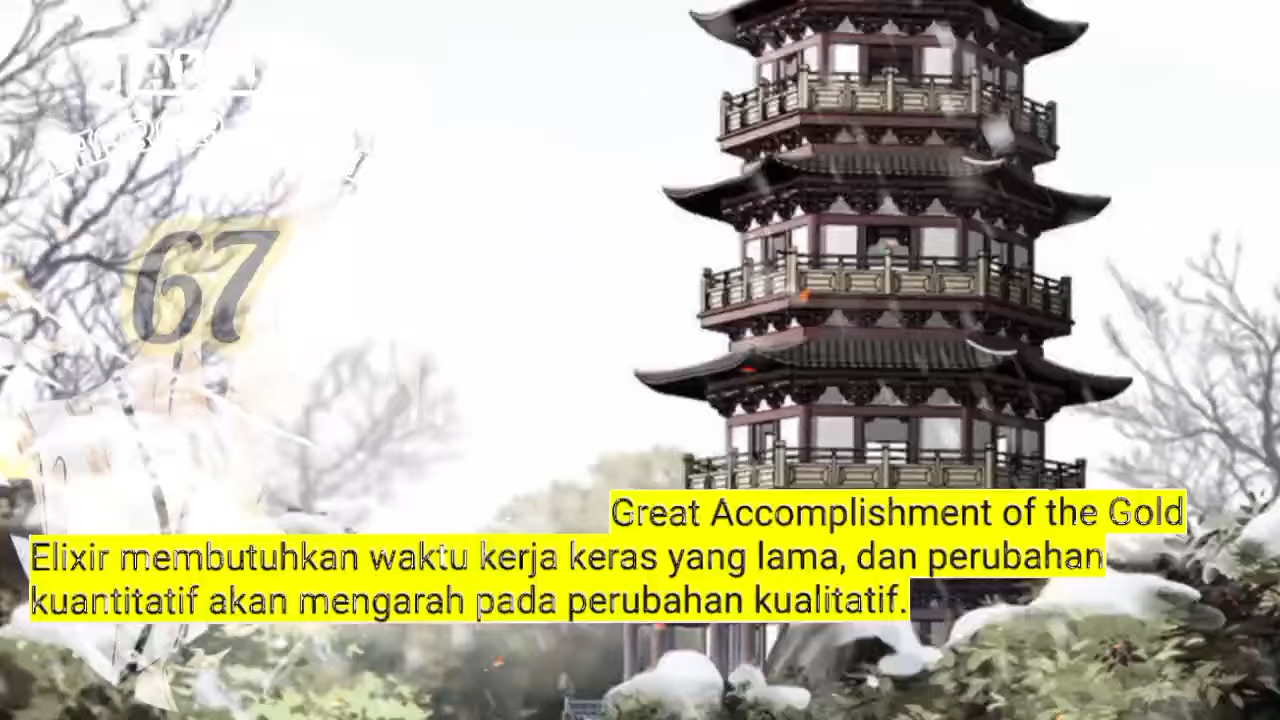 67
Great Accomplishment of the Gold
Elixir membutuhkan waktu kerja keras yang lama, dan perubahan
kuantitatif akan mengarah pada perubahan kualitatif.